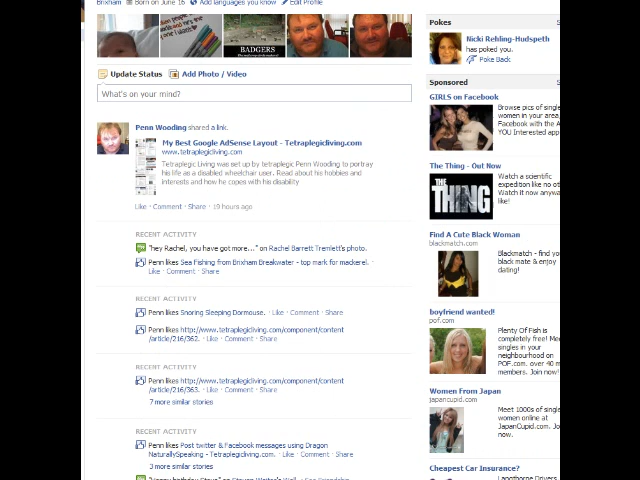 Brixham Born on June 16 Add languages you know Edit Profile
BADGERS
Update Status Add Photo / Video
What's on your mind?
Penn Wooding shared a link.
My Best Google AdSense Layout - Tetraplegicliving.com
www.tetraplegicliving.com
Tetraplegic Living was set up by tetraplegic Penn Wooding to portray
his life as a disabled wheelchair user. Read about his hobbies and
interests and how he copes with his disability
Like · Comment · Share · 19 hours ago
RECENT ACTIVITY
"hey Rachel, you have got more..." on Rachel Barrett Tremlett's photo.
Penn likes Sea Fishing from Brixham Breakwater - top mark for mackerel. ·
Like · Comment · Share
RECENT ACTIVITY
Penn likes Snoring Sleeping Dormouse. · Like · Comment · Share
Penn likes http://www.tetraplegicliving.com/component/content
/article/216/362. · Like · Comment · Share
RECENT ACTIVITY
Penn likes http://www.tetraplegicliving.com/component/content
/article/216/363. · Like · Comment · Share
7 more similar stories
RECENT ACTIVITY
Penn likes Post twitter & Facebook messages using Dragon
NaturallySpeaking - Tetraplegicliving.com. · Like · Comment · Share
3 more similar stories
Pokes S
Nicki Rehling-Hudspeth
has poked you.
Poke Back
Sponsored S
GIRLS on Facebook
Browse pics of sing
women in your area,
Facebook with the A
YOU Interested app
The Thing - Out Now
THE THING
Watch a scientific
expedition like no ot
Watch it now anywa
like!
Find A Cute Black Woman
blackmatch.com
Blackmatch - find you
black mate & enjoy
dating!
boyfriend wanted!
pof.com
Plenty Of Fish is
completely free! Mee
singles in your
neighbourhood on
POF.com. over 40 m
members. Join now!
Women From Japan
japancupid.com
Meet 1000s of single
women online at
JapanCupid.com. Jo
now.
Cheapest Car Insurance?